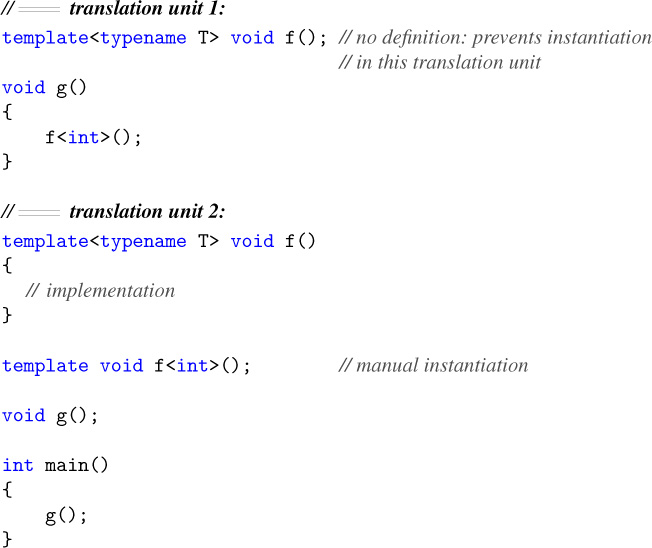 // ==== translation unit 1:
template<typename T> void f(); // no definition: prevents instantiation
// in this translation unit
void g()
{
f<int>();
}
// ==== translation unit 2:
template<typename T> void f()
{
// implementation
}
template void f<int>(); // manual instantiation
void g();
int main()
{
g();
}